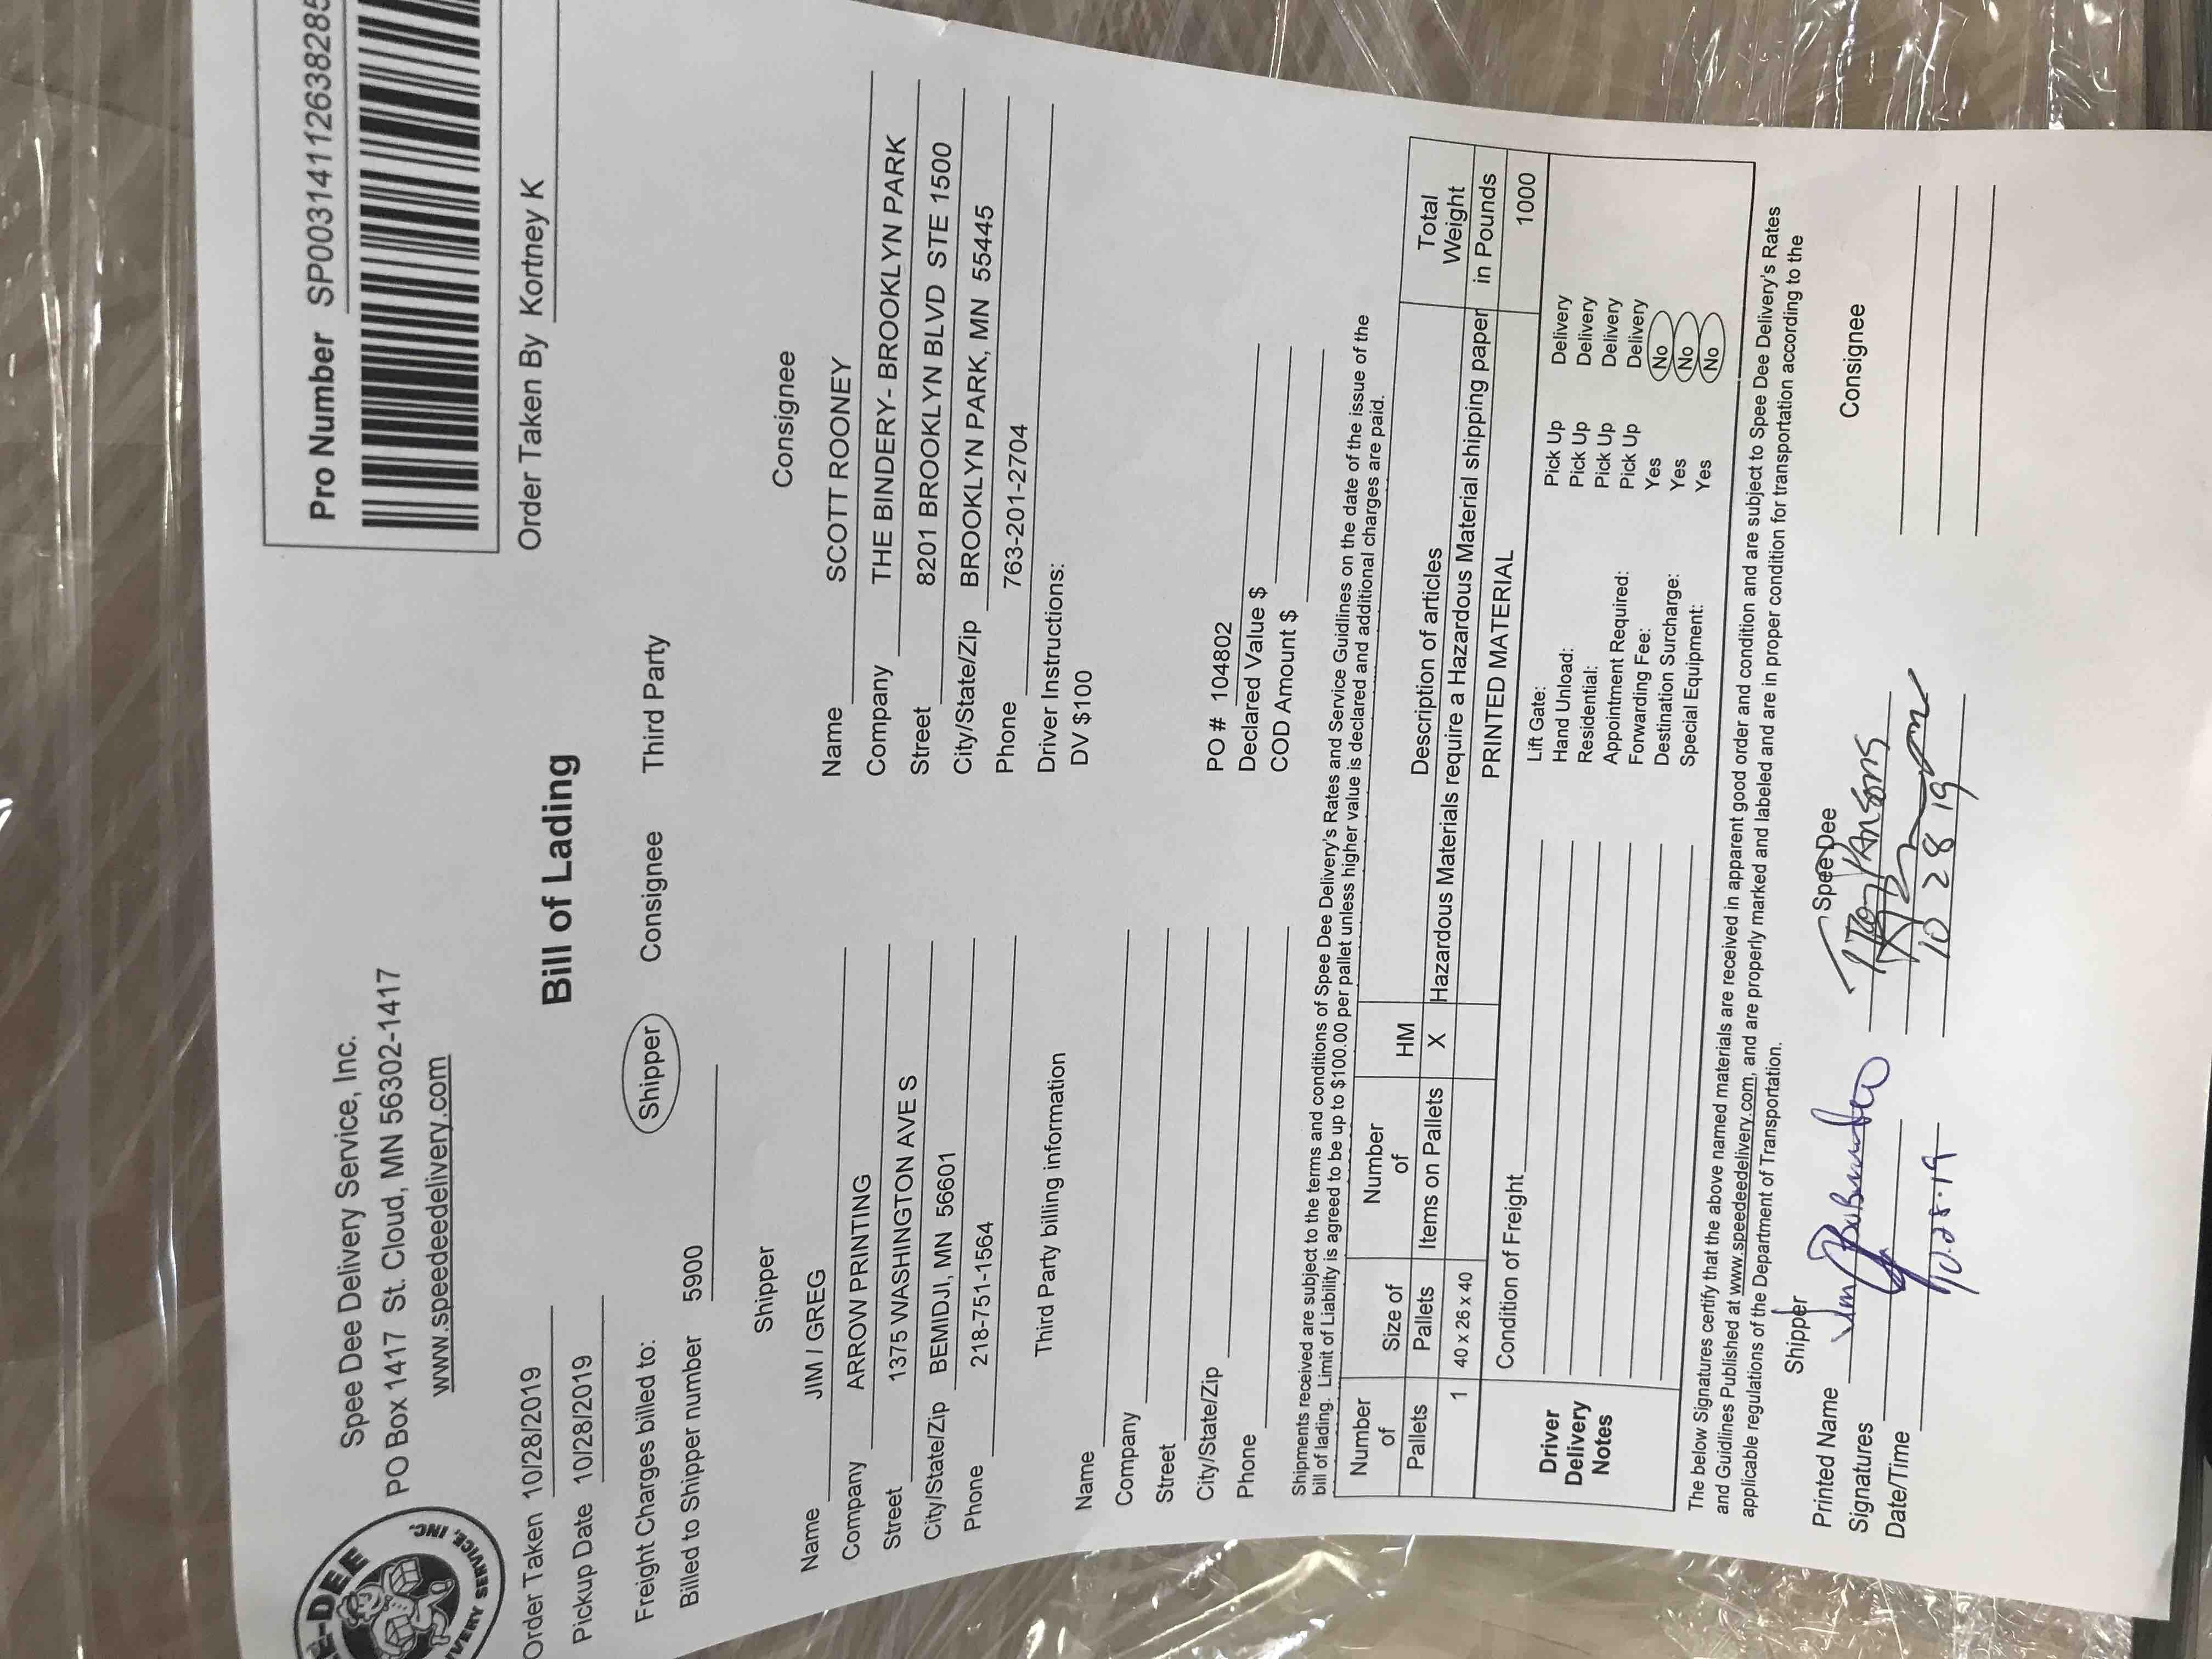 Pro Number SP0031411263828
E-DEE
VERY SERVICE, INC.
Spee Dee Delivery Service, Inc.
PO Box 1417 St. Cloud, MN 56302-1417
www.speedeedelivery.com
Order Taken By Kortney K
Order Taken 10/28/2019
Bill of Lading
Pickup Date 10/28/2019
Freight Charges billed to: Shipper Consignee Third Party
Billed to Shipper number 5900
Shipper
Name JIM / GREG
Company ARROW PRINTING
Street 1375 WASHINGTON AVE S
City/State/Zip BEMIDJI, MN 56601
Phone 218-751-1564
Consignee
Name SCOTT ROONEY
Company THE BINDERY- BROOKLYN PARK
Street 8201 BROOKLYN BLVD STE 1500
City/State/Zip BROOKLYN PARK, MN 55445
Phone 763-201-2704
Driver Instructions:
DV $100
Third Party billing information
Name
Company
Street
City/State/Zip
Phone
PO # 104802
Declared Value $
COD Amount $
Shipments received are subject to the terms and conditions of Spee Dee Delivery's Rates and Service Guidlines on the date of the issue of the
bill of lading. Limit of Liability is agreed to be up to $100.00 per pallet unless higher value is declared and additional charges are paid.
Number of Pallets Size of Pallets Number of Items on Pallets HM Description of articles Total Weight in Pounds
X Hazardous Materials require a Hazardous Material shipping paper
1 40 x 26 x 40 PRINTED MATERIAL 1000
Driver Delivery Notes
Condition of Freight
Lift Gate: Pick Up Delivery
Hand Unload: Pick Up Delivery
Residential: Pick Up Delivery
Appointment Required: Pick Up Delivery
Forwarding Fee: Yes No
Destination Surcharge: Yes No
Special Equipment: Yes No
The below Signatures certify that the above named materials are received in apparent good order and condition and are subject to Spee Dee Delivery's Rates
and Guidlines Published at www.speedeedelivery.com, and are properly marked and labeled and are in proper condition for transportation according to the
applicable regulations of the Department of Transportation.
Shipper Spee Dee Consignee
Printed Name
Signatures
Date/Time 10.28.19 10 28 19